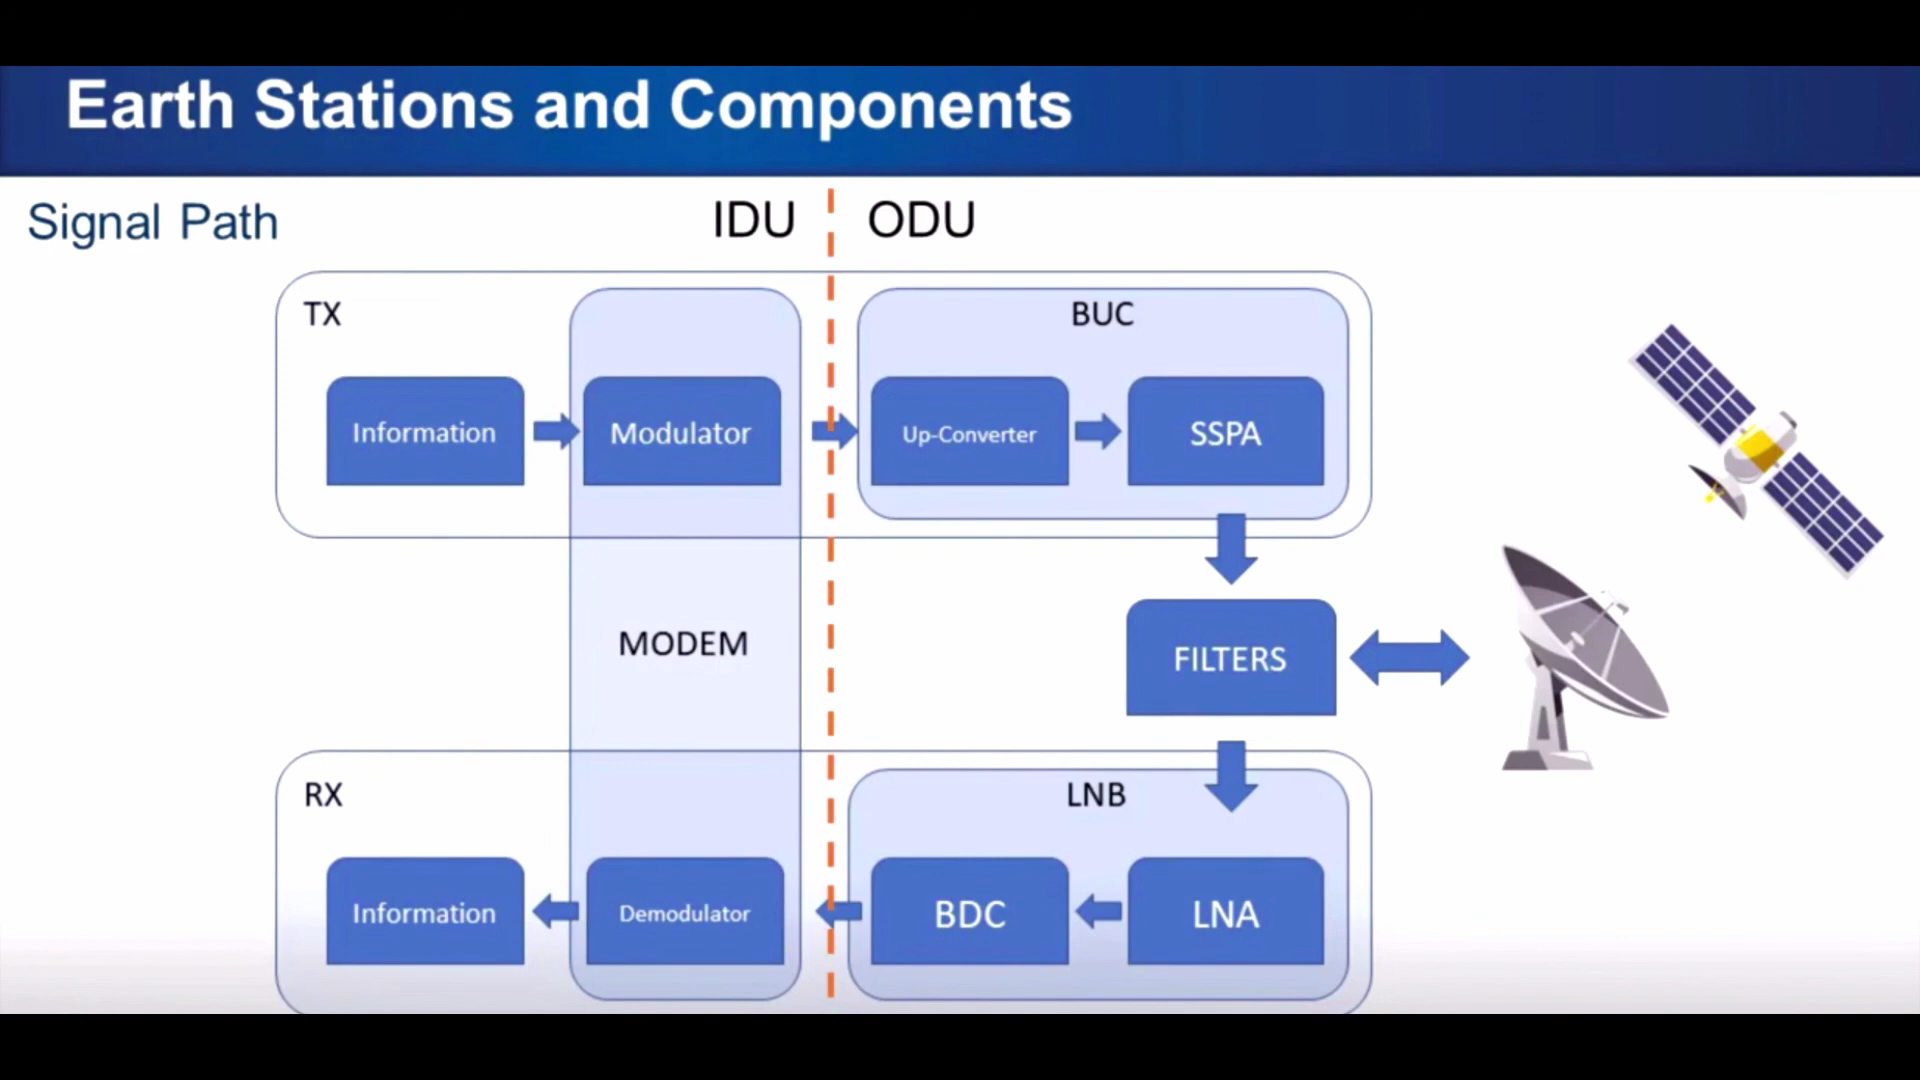 Earth Stations and Components
Signal Path
IDU
ODU
TX
BUC
Information
Modulator
Up-Converter
SSPA
MODEM
FILTERS
RX
LNB
Information
Demodulator
BDC
LNA